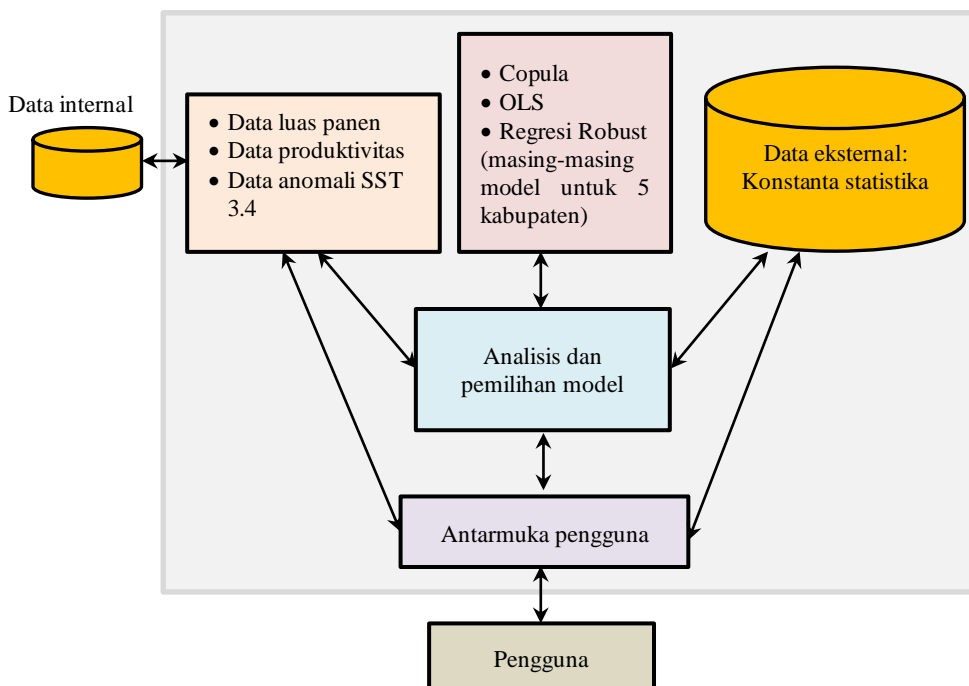 Data internal
• Data luas panen
• Data produktivitas
• Data anomali SST
3.4
• Copula
• OLS
• Regresi Robust
(masing-masing
model untuk 5
kabupaten)
Data eksternal:
Konstanta statistika
Analisis dan
pemilihan model
Antarmuka pengguna
Pengguna